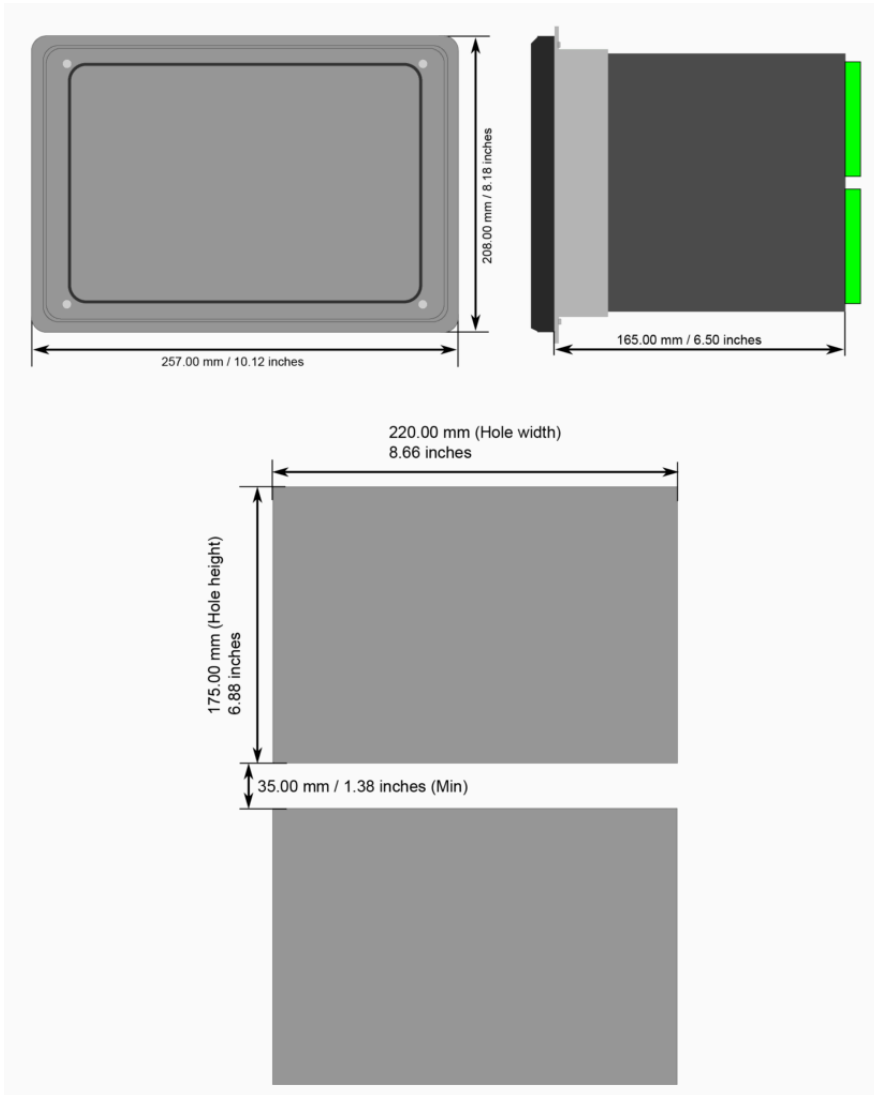 208.00 mm / 8.18 inches
257.00 mm / 10.12 inches
165.00 mm / 6.50 inches
220.00 mm (Hole width)
8.66 inches
175.00 mm (Hole height)
6.88 inches
35.00 mm / 1.38 inches (Min)